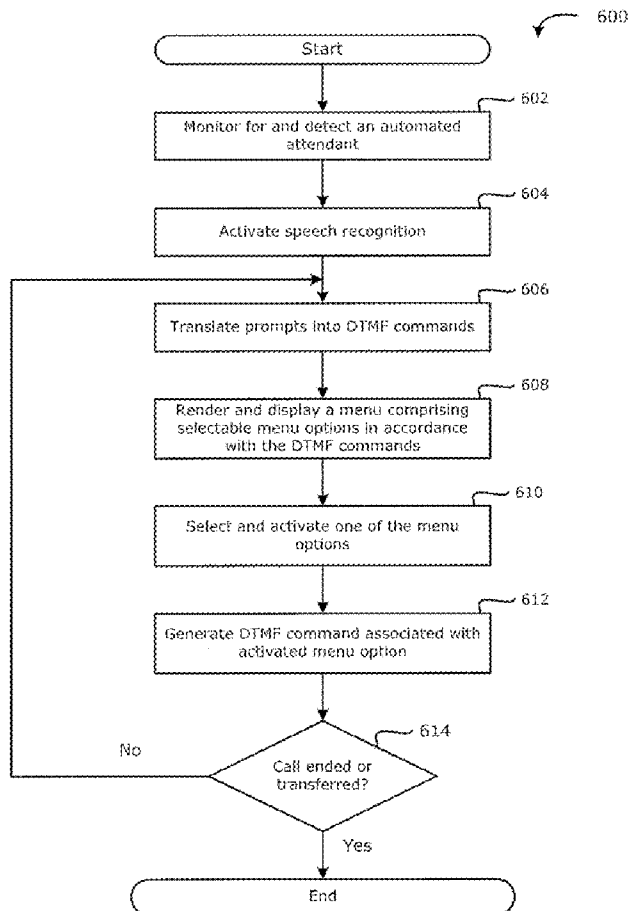 600
Start
602
Monitor for and detect an automated
attendant
604
Activate speech recognition
606
Translate prompts into DTMF commands
608
Render and display a menu comprising
selectable menu options in accordance
with the DTMF commands
610
Select and activate one of the menu
options
612
Generate DTMF command associated with
activated menu option
614
No
Call ended or
transferred?
Yes
End